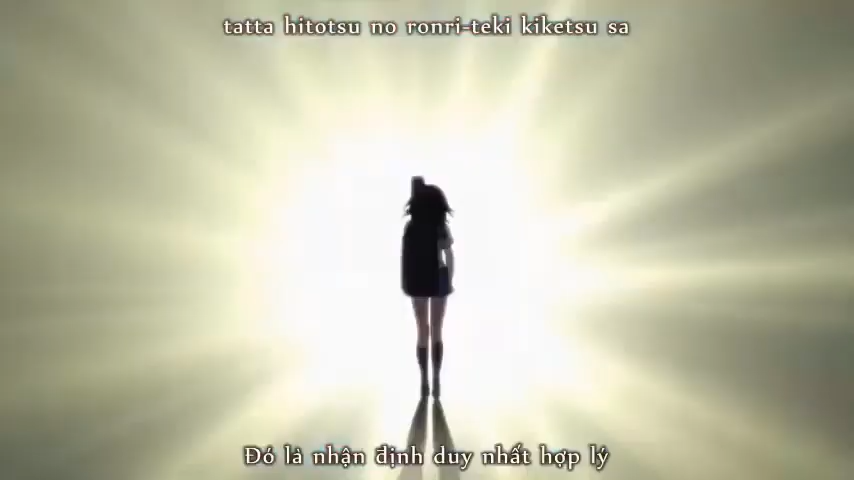 tatta hitotsu no ronri-teki kiketsu sa
Đó là nhận định duy nhất hợp lý